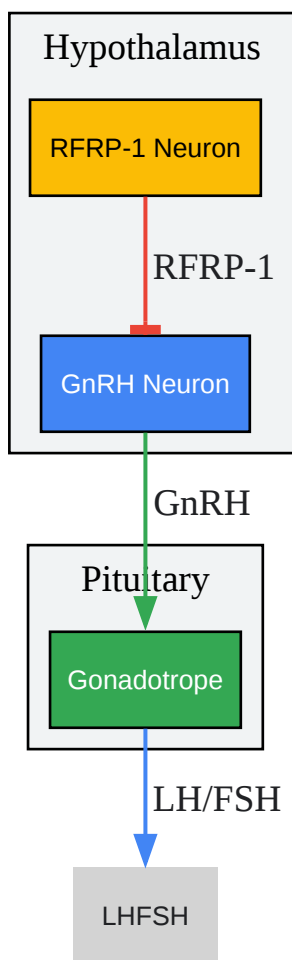 Hypothalamus
RFRP-1 Neuron
RFRP-1
GnRH Neuron
GnRH
Pituitary
Gonadotrope
LH/FSH
LHFSH